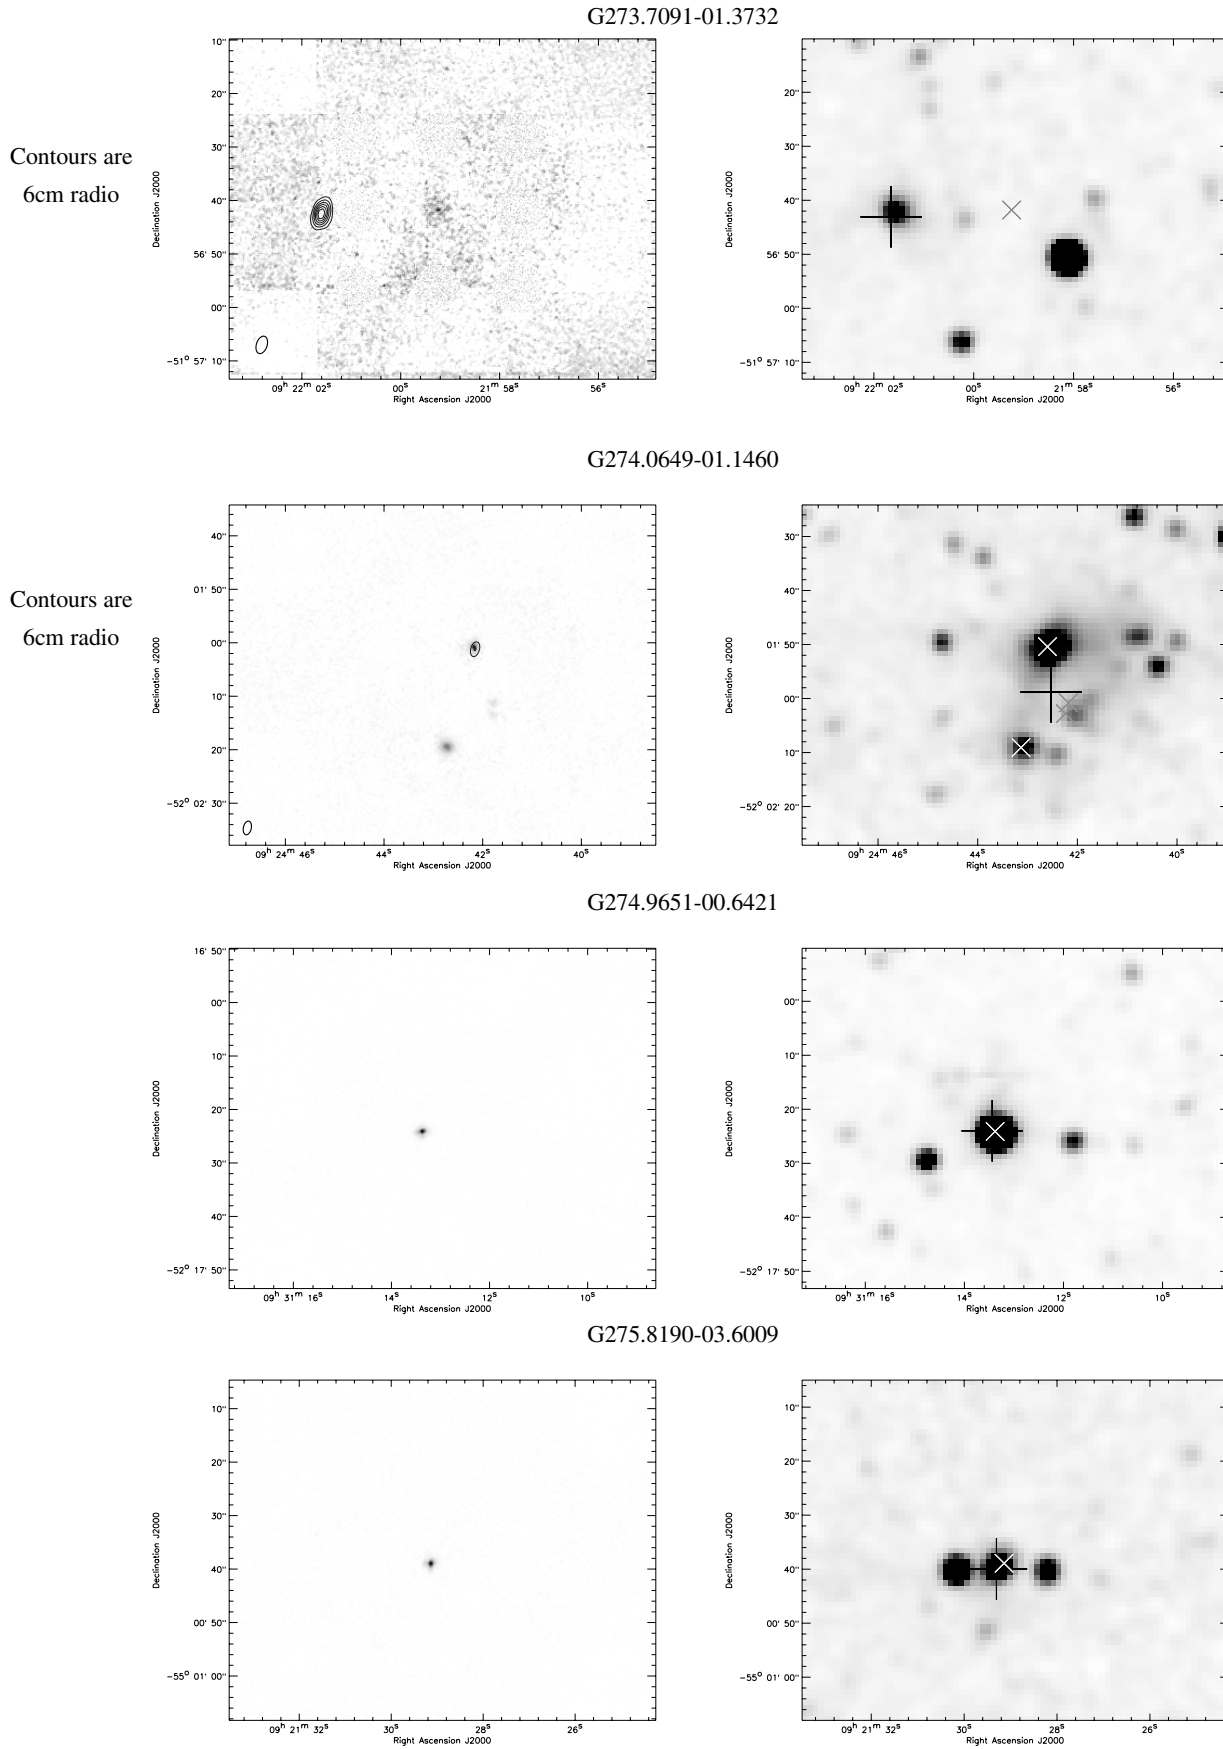 G273.7091-01.3732
Contours are
6cm radio
Declination J2000
10"
20"
30"
40"
56' 50"
00"
-51° 57' 10"
09h 22m 02s 00s 21m 58s 56s
Right Ascension J2000
Declination J2000
20"
30"
40"
56' 50"
00"
-51° 57' 10"
09h 22m 02s 00s 21m 58s 56s
Right Ascension J2000
G274.0649-01.1460
Contours are
6cm radio
Declination J2000
40"
01' 50"
00"
10"
20"
-52° 02' 30"
09h 24m 46s 44s 42s 40s
Right Ascension J2000
Declination J2000
30"
40"
01' 50"
00"
10"
-52° 02' 20"
09h 24m 46s 44s 42s 40s
Right Ascension J2000
G274.9651-00.6421
Declination J2000
16' 50"
00"
10"
20"
30"
40"
-52° 17' 50"
09h 31m 16s 14s 12s 10s
Right Ascension J2000
Declination J2000
00"
10"
20"
30"
40"
-52° 17' 50"
09h 31m 16s 14s 12s 10s
Right Ascension J2000
G275.8190-03.6009
Declination J2000
10"
20"
30"
40"
00' 50"
-55° 01' 00"
09h 21m 32s 30s 28s 26s
Right Ascension J2000
Declination J2000
10"
20"
30"
40"
00' 50"
-55° 01' 00"
09h 21m 32s 30s 28s 26s
Right Ascension J2000